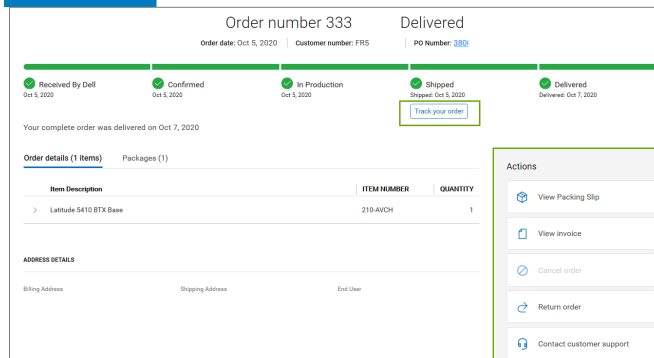 Order number 333 Delivered
Order date: Oct 5, 2020 Customer number: FR5 PO Number: 380
Received By Dell Confirmed In Production Shipped Delivered
Oct 5, 2020 Oct 5, 2020 Oct 5, 2020 Shipped: Oct 5, 2020 Delivered: Oct 7, 2020
Track your order
Your complete order was delivered on Oct 7, 2020
Order details (1 items) Packages (1)
Item Description ITEM NUMBER QUANTITY
Latitude 5410 BTX Base 210-AVCH 1
ADDRESS DETAILS
Billing Address Shipping Address End User
Actions
View Packing Slip
View invoice
Cancel order
Return order
Contact customer support